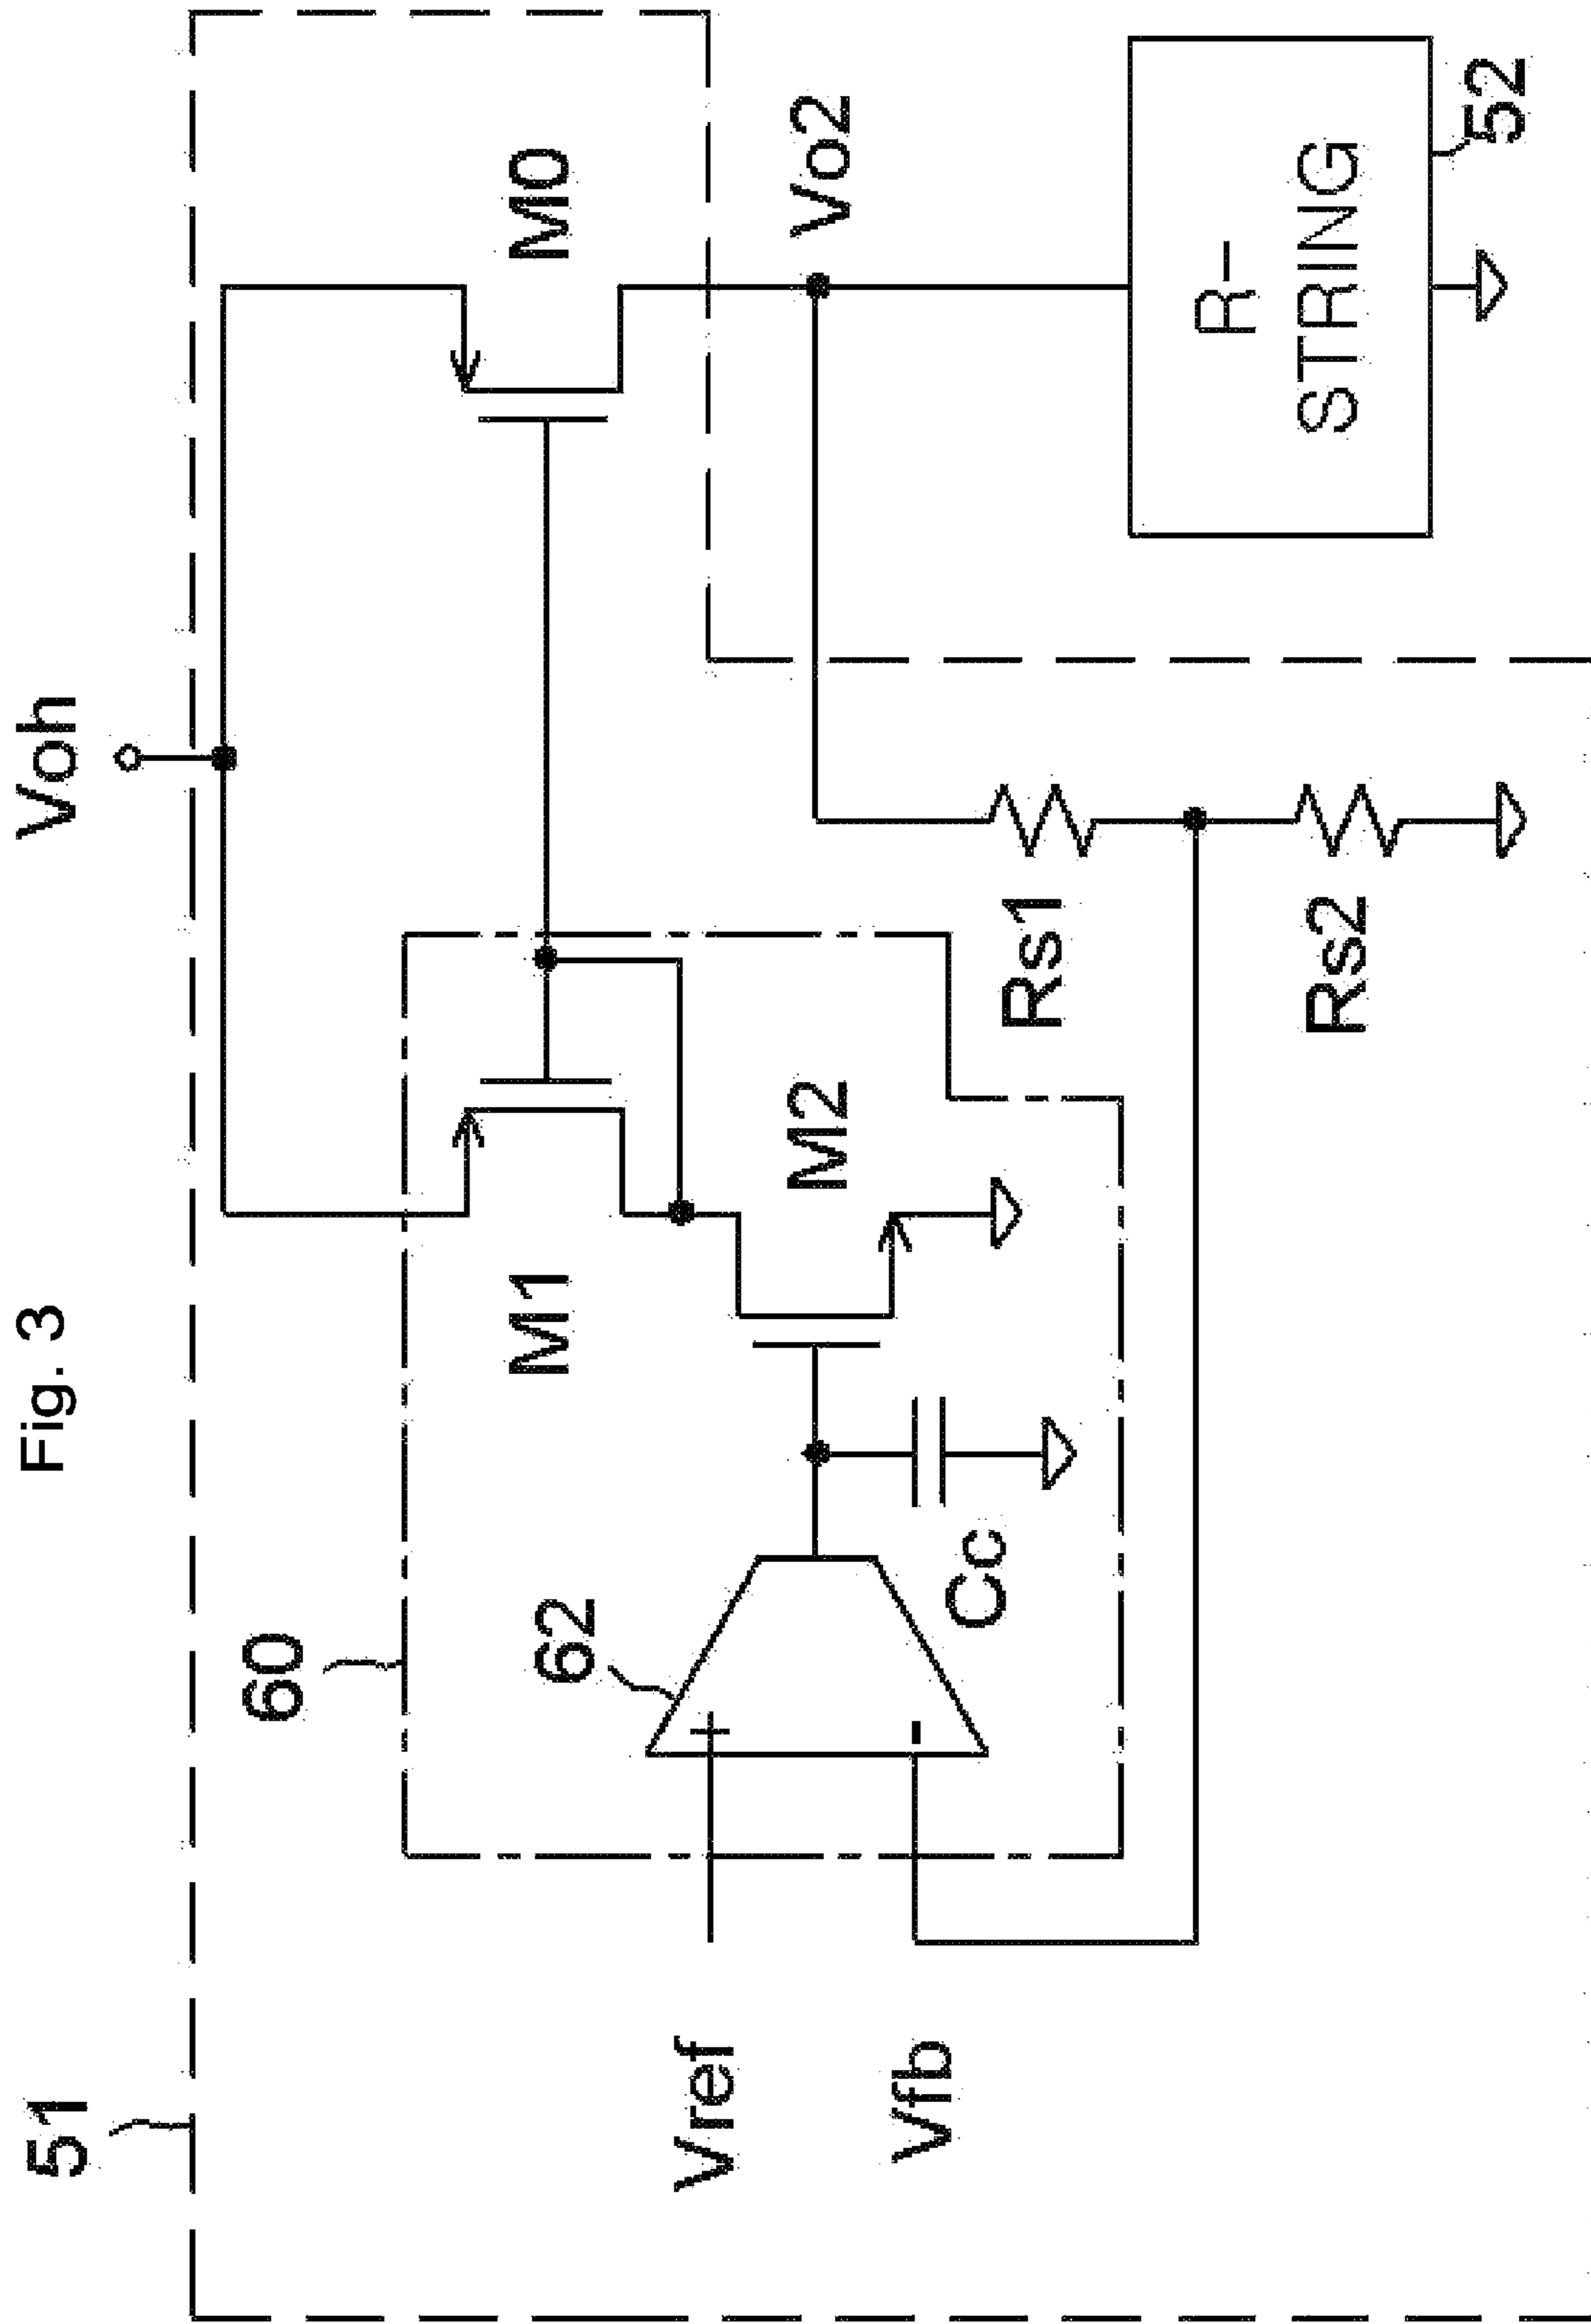 Fig. 3
Voh
51
60
M0
M1
62
Vref
M2
Vo2
Vfb
+
-
Cc
Rs1
Rs2
R-
STRING
52